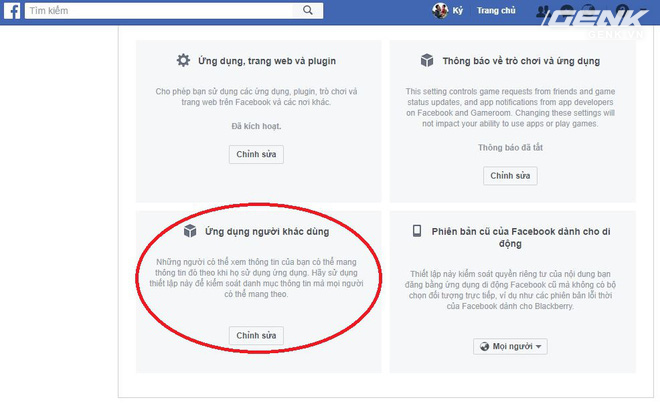 f
Tìm kiếm
Ký
Trang chủ
GENK
Ứng dụng, trang web và plugin
Cho phép bạn sử dụng các ứng dụng, plugin, trò chơi và
trang web trên Facebook và các nơi khác.
Đã kích hoạt.
Chỉnh sửa
Thông báo về trò chơi và ứng dụng
This setting controls game requests from friends and game
status updates, and app notifications from app developers
on Facebook and Gameroom. Changing these settings will
not impact your ability to use apps or play games.
Thông báo đã tắt
Chỉnh sửa
Ứng dụng người khác dùng
Những người có thể xem thông tin của bạn có thể mang
thông tin đó theo khi họ sử dụng ứng dụng. Hãy sử dụng
thiết lập này để kiểm soát danh mục thông tin mà mọi người
có thể mang theo.
Chỉnh sửa
Phiên bản cũ của Facebook dành cho di
động
Thiết lập này kiểm soát quyền riêng tư của nội dung bạn
đăng bằng ứng dụng di động Facebook cũ mà không có bộ
chọn đối tượng trực tiếp, ví dụ như các phiên bản lỗi thời
của Facebook dành cho Blackberry.
Mọi người